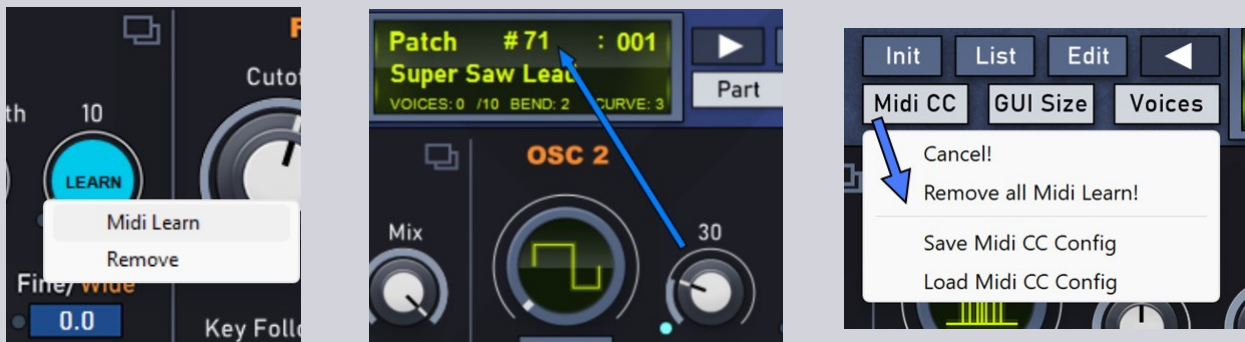 th
10
LEARN
Midi Learn
Remove
Fine/ Wide
0.0
Key Follo
Cuto
F
Patch #71 : 001
Super Saw Lead
VOICES: 0 /10 BEND: 2 CURVE: 3
Part
OSC 2
Mix
30
Init List Edit
Midi CC GUI Size Voices
Cancel!
Remove all Midi Learn!
Save Midi CC Config
Load Midi CC Config